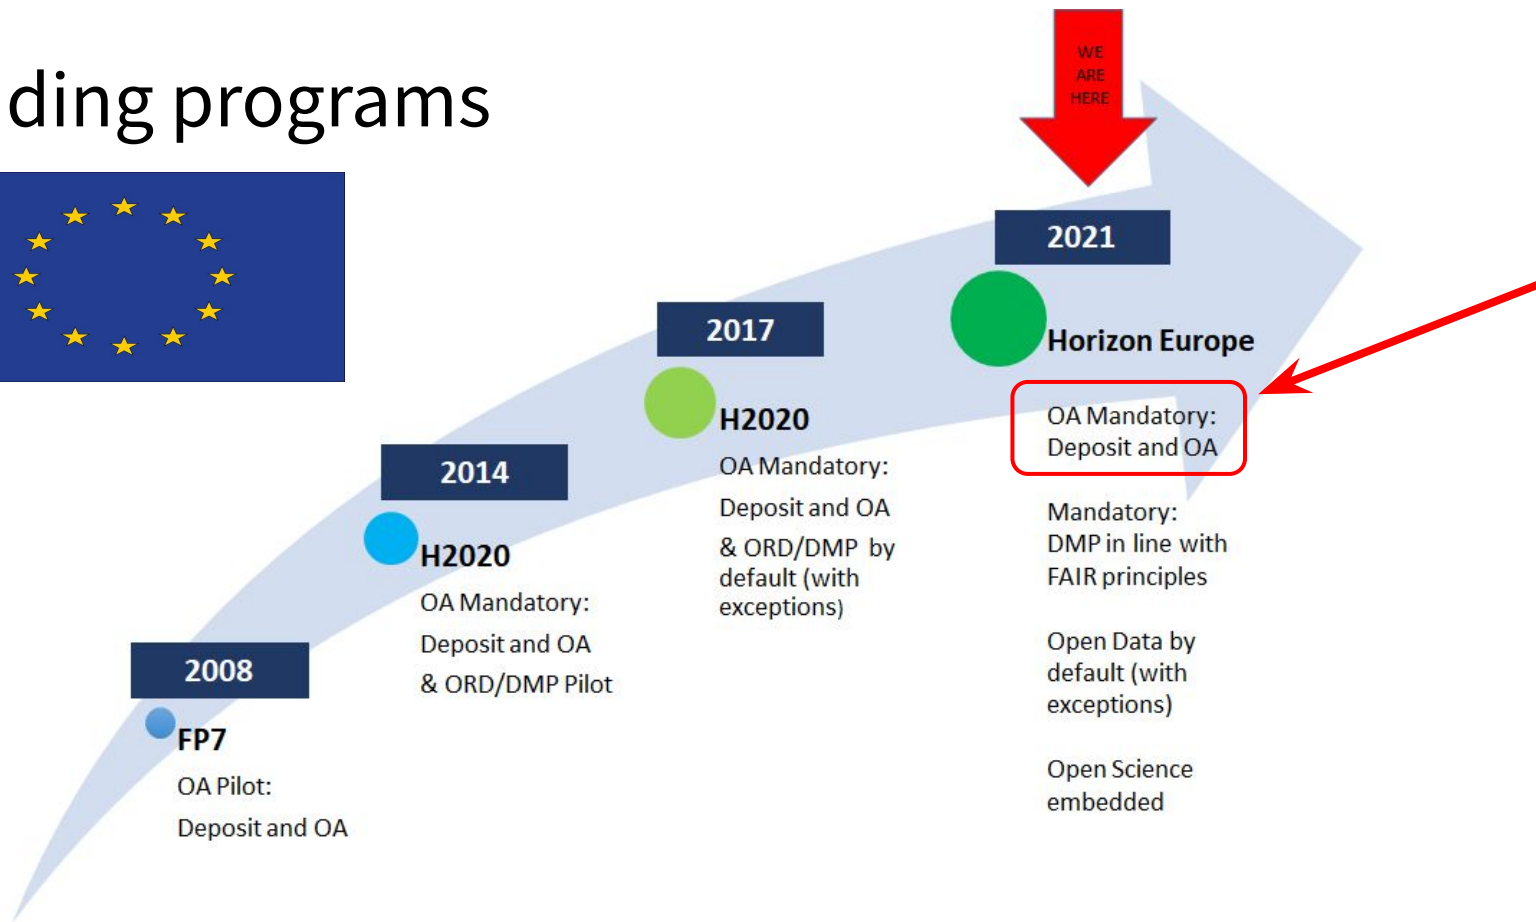 ding programs
WE
ARE
HERE
2021
Horizon Europe
OA Mandatory:
Deposit and OA
Mandatory:
DMP in line with
FAIR principles
Open Data by
default (with
exceptions)
Open Science
embedded
2017
H2020
OA Mandatory:
Deposit and OA
& ORD/DMP by
default (with
exceptions)
2014
H2020
OA Mandatory:
Deposit and OA
& ORD/DMP Pilot
2008
FP7
OA Pilot:
Deposit and OA